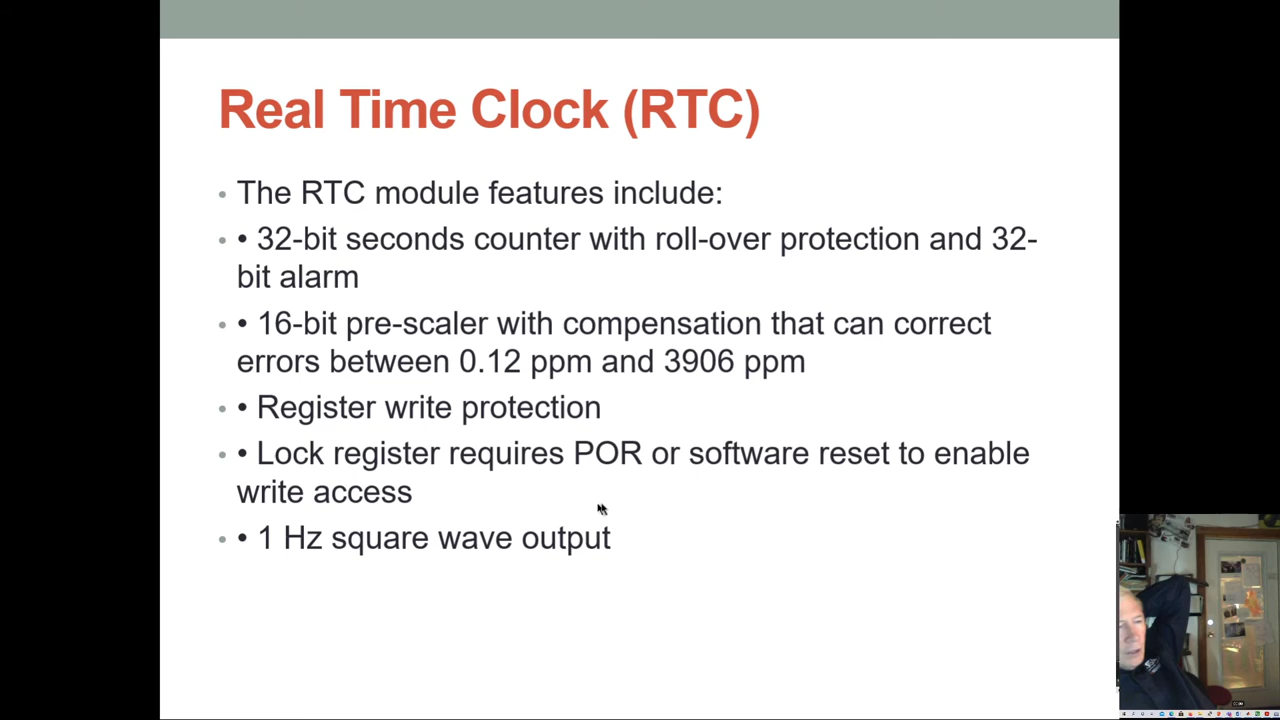 Real Time Clock (RTC)
• The RTC module features include:
• • 32-bit seconds counter with roll-over protection and 32-
bit alarm
• • 16-bit pre-scaler with compensation that can correct
errors between 0.12 ppm and 3906 ppm
• • Register write protection
• • Lock register requires POR or software reset to enable
write access
• • 1 Hz square wave output